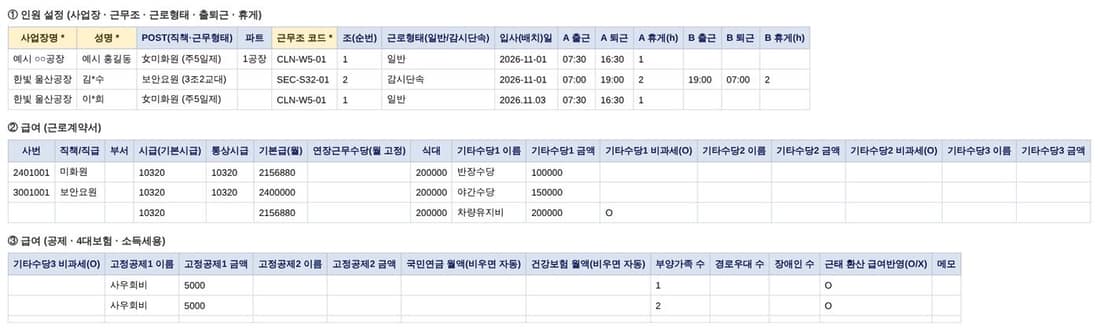 ① 인원 설정 (사업장 · 근무조 · 근로형태 · 출퇴근 · 휴게)
사업장명 * 성명 * POST(직책·근무형태) 파트 근무조 코드 * 조(순번) 근로형태(일반/감시단속) 입사(배치)일 A 출근 A 퇴근 A 휴게(h) B 출근 B 퇴근 B 휴게(h)
예시 ○○공장 예시 홍길동 女미화원 (주5일제) 1공장 CLN-W5-01 1 일반 2026-11-01 07:30 16:30 1
한빛 울산공장 김*수 보안요원 (3조2교대) SEC-S32-01 2 감시단속 2026-11-01 07:00 19:00 2 19:00 07:00 2
한빛 울산공장 이*희 女미화원 (주5일제) CLN-W5-01 1 일반 2026.11.03 07:30 16:30 1
② 급여 (근로계약서)
사번 직책/직급 부서 시급(기본시급) 통상시급 기본급(월) 연장근무수당(월 고정) 식대 기타수당1 이름 기타수당1 금액 기타수당1 비과세(O) 기타수당2 이름 기타수당2 금액 기타수당2 비과세(O) 기타수당3 이름 기타수당3 금액
2401001 미화원 10320 10320 2156880 200000 반장수당 100000
3001001 보안요원 10320 10320 2400000 200000 야간수당 150000
10320 2156880 200000 차량유지비 200000 O
③ 급여 (공제 · 4대보험 · 소득세용)
기타수당3 비과세(O) 고정공제1 이름 고정공제1 금액 고정공제2 이름 고정공제2 금액 국민연금 월액(비우면 자동) 건강보험 월액(비우면 자동) 부양가족 수 경로우대 수 장애인 수 근태 환산 급여반영(O/X) 메모
사우회비 5000 1 O
사우회비 5000 2 O